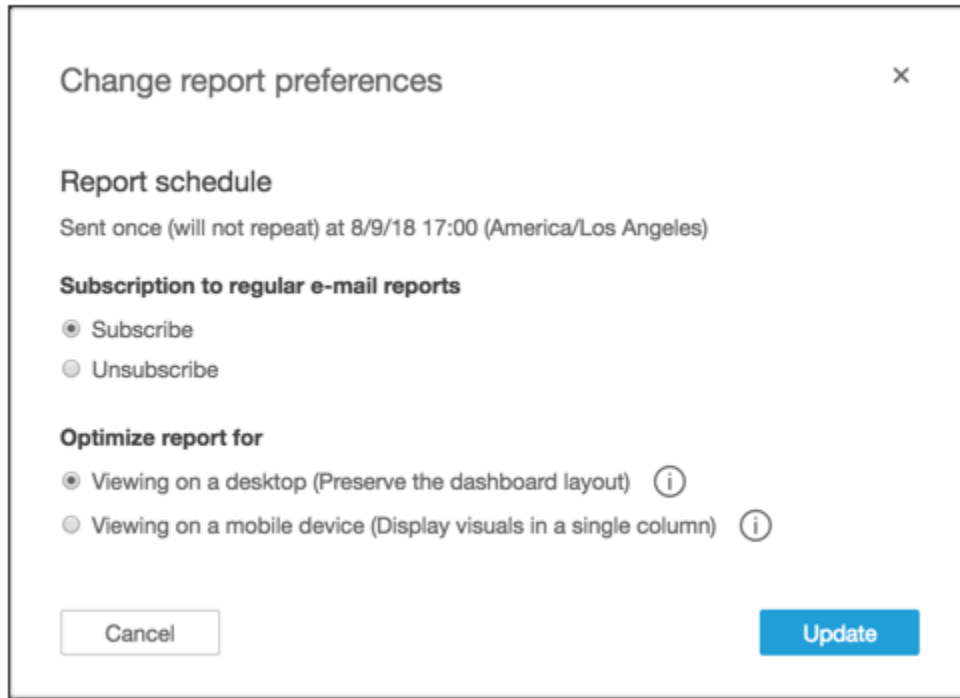 Change report preferences
×
Report schedule
Sent once (will not repeat) at 8/9/18 17:00 (America/Los Angeles)
Subscription to regular e-mail reports
Subscribe
Unsubscribe
Optimize report for
Viewing on a desktop (Preserve the dashboard layout) i
Viewing on a mobile device (Display visuals in a single column) i
Cancel Update